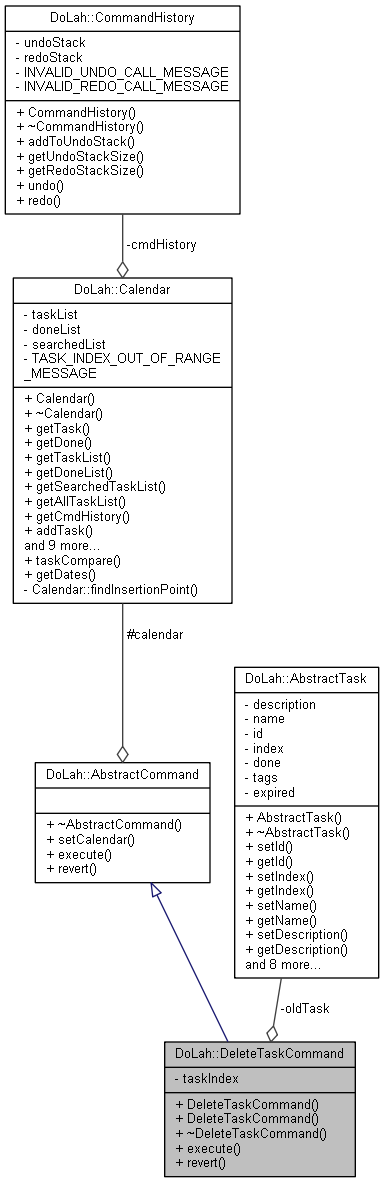 DoLah::CommandHistory
- undoStack
- redoStack
- INVALID_UNDO_CALL_MESSAGE
- INVALID_REDO_CALL_MESSAGE
+ CommandHistory()
+ ~CommandHistory()
+ addToUndoStack()
+ getUndoStackSize()
+ getRedoStackSize()
+ undo()
+ redo()
-cmdHistory
DoLah::Calendar
- taskList
- doneList
- searchedList
- TASK_INDEX_OUT_OF_RANGE
_MESSAGE
+ Calendar()
+ ~Calendar()
+ getTask()
+ getDone()
+ getTaskList()
+ getDoneList()
+ getSearchedTaskList()
+ getAllTaskList()
+ getCmdHistory()
+ addTask()
and 9 more...
+ taskCompare()
+ getDates()
- Calendar::findInsertionPoint()
#calendar
DoLah::AbstractCommand
+ ~AbstractCommand()
+ setCalendar()
+ execute()
+ revert()
DoLah::AbstractTask
- description
- name
- id
- index
- done
- tags
- expired
+ AbstractTask()
+ ~AbstractTask()
+ setId()
+ getId()
+ setIndex()
+ getIndex()
+ setName()
+ getName()
+ setDescription()
+ getDescription()
and 8 more...
-oldTask
DoLah::DeleteTaskCommand
- taskIndex
+ DeleteTaskCommand()
+ DeleteTaskCommand()
+ ~DeleteTaskCommand()
+ execute()
+ revert()